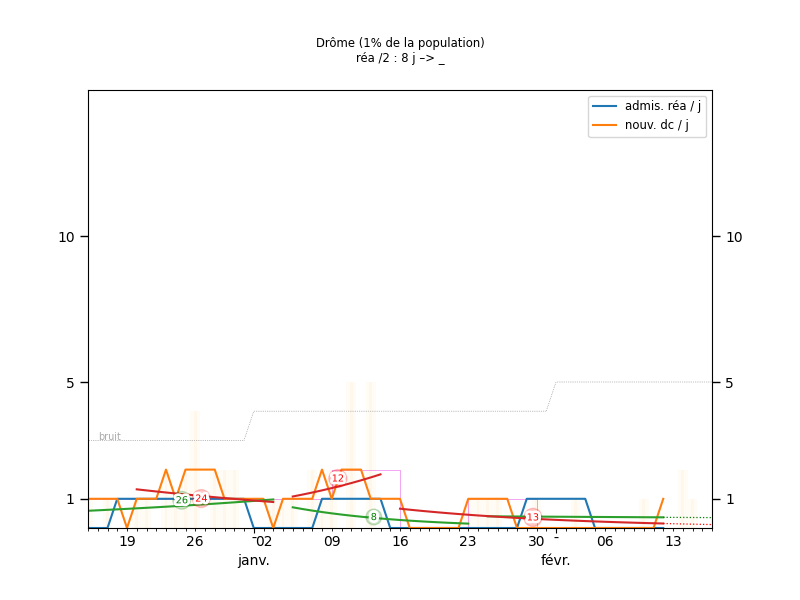 Drôme (1% de la population)
réa /2 : 8 j –> _
admis. réa / j
nouv. dc / j
10 10
5 5
bruit
12
26 24
1 1
8 13
19 26 02 09 16 23 30 06 13
janv. févr.